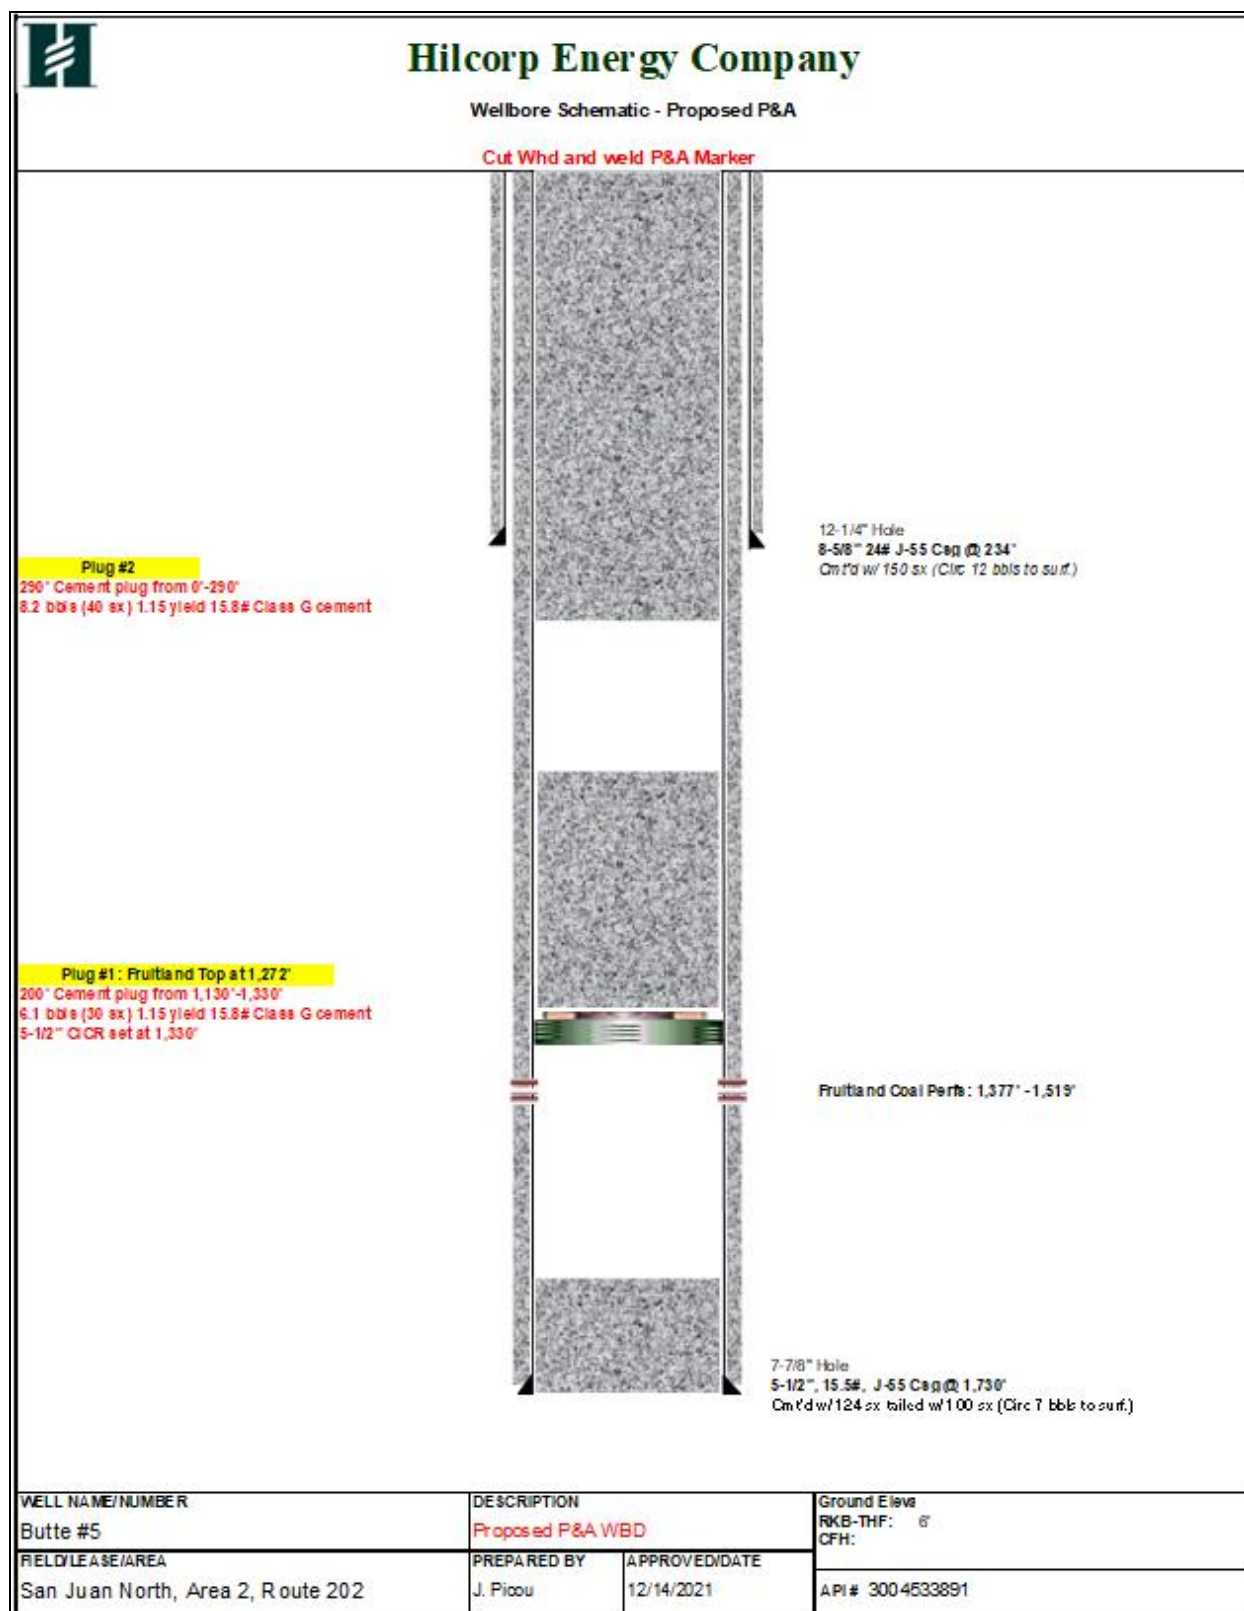 Hilcorp Energy Company
Wellbore Schematic - Proposed P&A
Cut Whd and weld P&A Marker
12-1/4" Hole
8-5/8" 24# J-55 Csg @ 234'
Cmt'd w/ 150 sx (Circ 12 bbls to surf.)
Plug #2
290' Cement plug from 0'-290'
8.2 bbls (40 sx) 1.15 yield 15.8# Class G cement
Plug #1: Fruitland Top at 1,272'
200' Cement plug from 1,130'-1,330'
6.1 bbls (30 sx) 1.15 yield 15.8# Class G cement
5-1/2" CICR set at 1,330'
Fruitland Coal Perfs: 1,377' - 1,519'
7-7/8" Hole
5-1/2", 15.5#, J-55 Csg @ 1,730'
Cmt'd w/ 124 sx tailed w/ 100 sx (Circ 7 bbls to surf.)
WELL NAME/NUMBER
Butte #5
DESCRIPTION
Proposed P&A WBD
Ground Elevs
RKB-THF: 6'
CFH:
FIELD/LEASE/AREA
San Juan North, Area 2, Route 202
PREPARED BY
J. Picou
APPROVED/DATE
12/14/2021
API # 3004533891